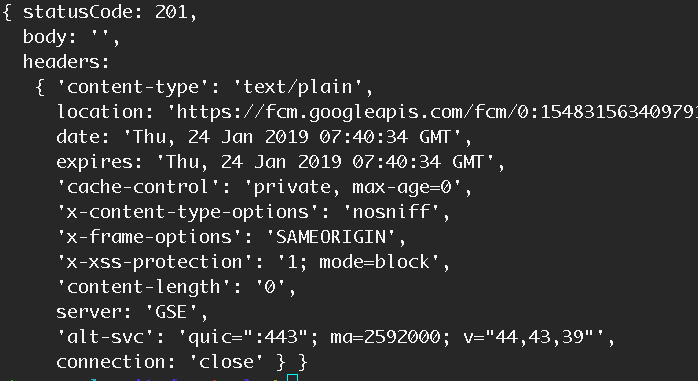 { statusCode: 201,
body: '',
headers:
{ 'content-type': 'text/plain',
location: 'https://fcm.googleapis.com/fcm/0:154831563409791
date: 'Thu, 24 Jan 2019 07:40:34 GMT',
expires: 'Thu, 24 Jan 2019 07:40:34 GMT',
'cache-control': 'private, max-age=0',
'x-content-type-options': 'nosniff',
'x-frame-options': 'SAMEORIGIN',
'x-xss-protection': '1; mode=block',
'content-length': '0',
server: 'GSE',
'alt-svc': 'quic=":443"; ma=2592000; v="44,43,39"',
connection: 'close' } }